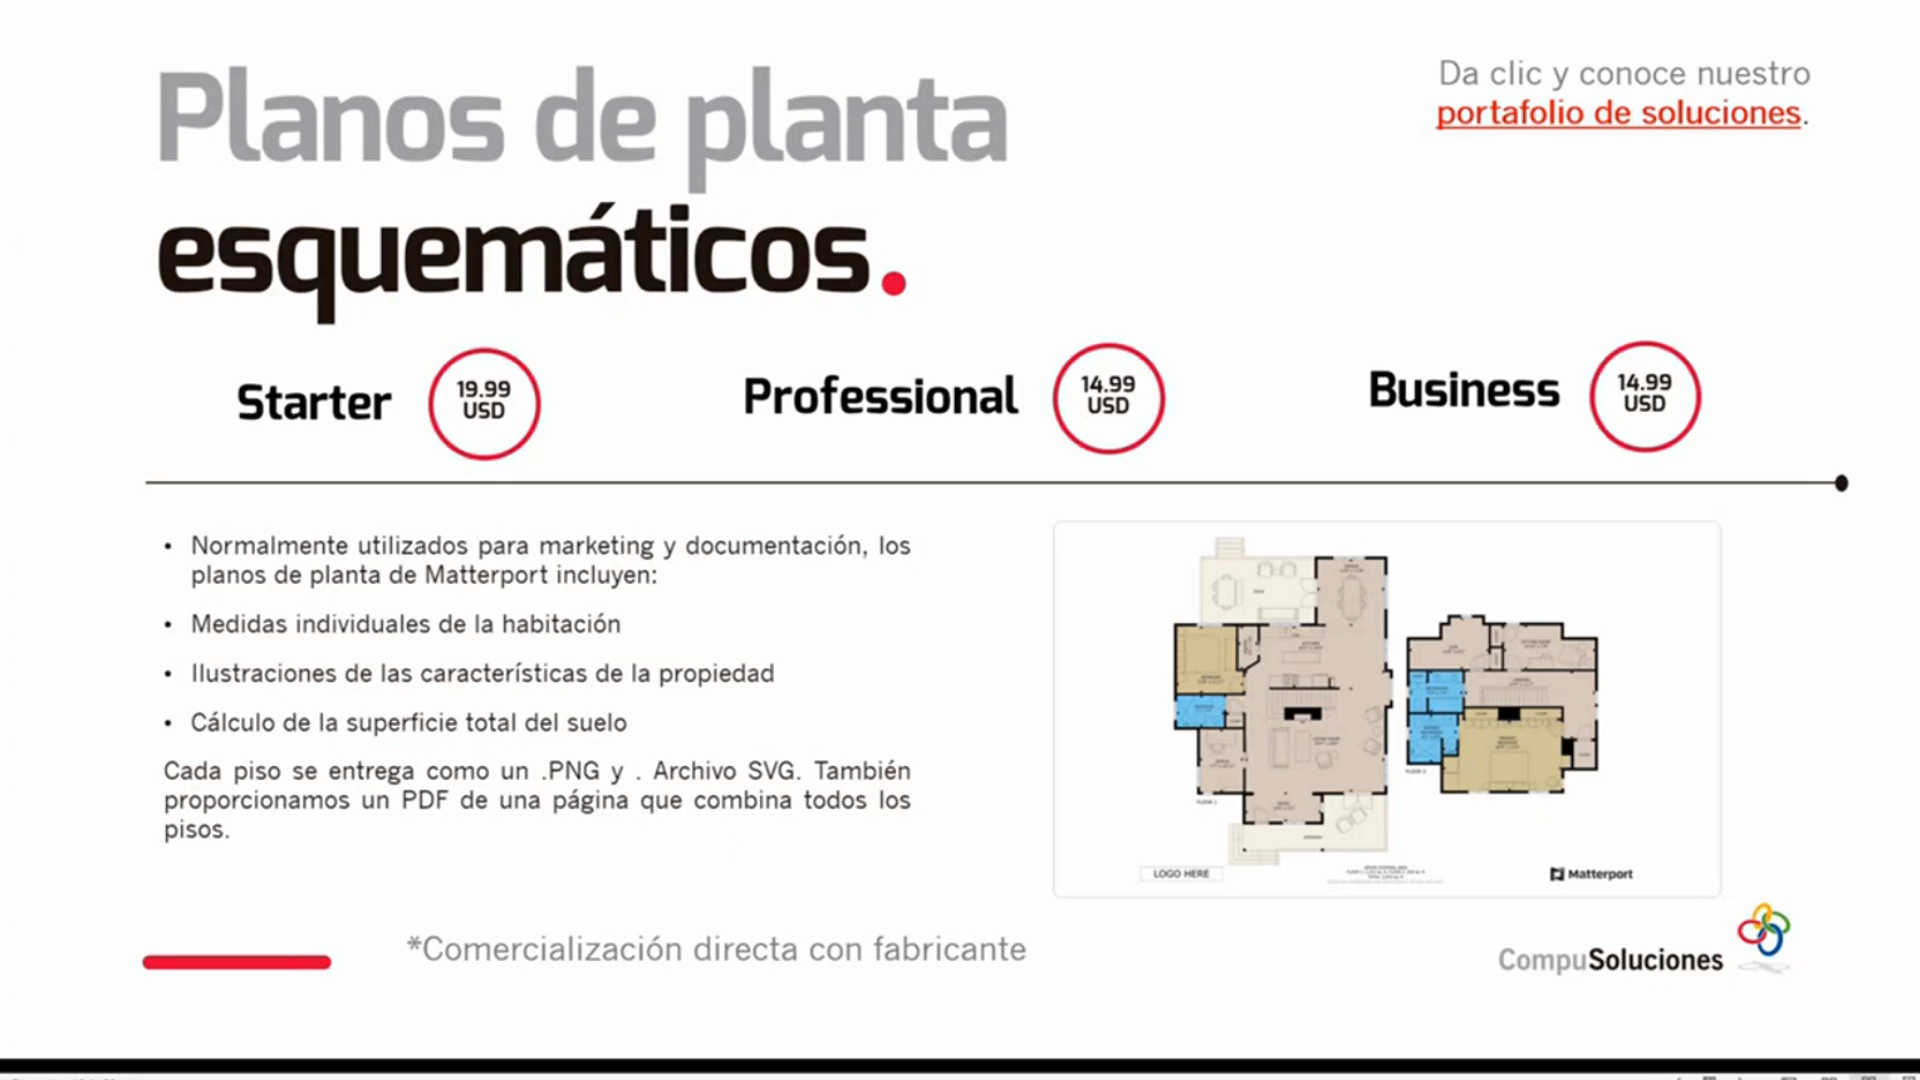 Planos de planta
esquemáticos.
Da clic y conoce nuestro
portafolio de soluciones.
Starter
19.99
USD
Professional
14.99
USD
Business
14.99
USD
• Normalmente utilizados para marketing y documentación, los
planos de planta de Matterport incluyen:
• Medidas individuales de la habitación
• Ilustraciones de las características de la propiedad
• Cálculo de la superficie total del suelo
Cada piso se entrega como un .PNG y . Archivo SVG. También
proporcionamos un PDF de una página que combina todos los
pisos.
LOGO HERE
Matterport
*Comercialización directa con fabricante
CompuSoluciones